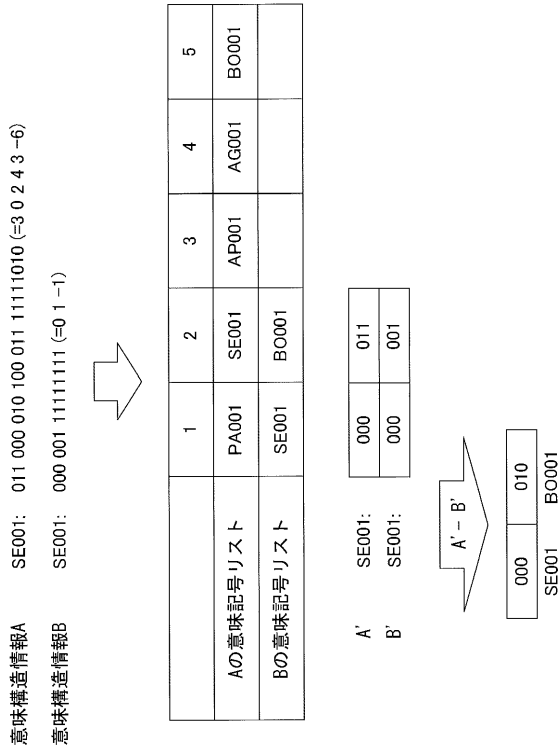 意味構造情報A SE001: 011 000 010 100 011 11111010 (=3 0 2 4 3 −6)
意味構造情報B SE001: 000 001 11111111 (=0 1 −1)
1 2 3 4 5
Aの意味記号リスト PA001 SE001 AP001 AG001 BO001
Bの意味記号リスト SE001 BO001
A' SE001: 000 011
B' SE001: 000 001
A' − B'
000 010
SE001 BO001